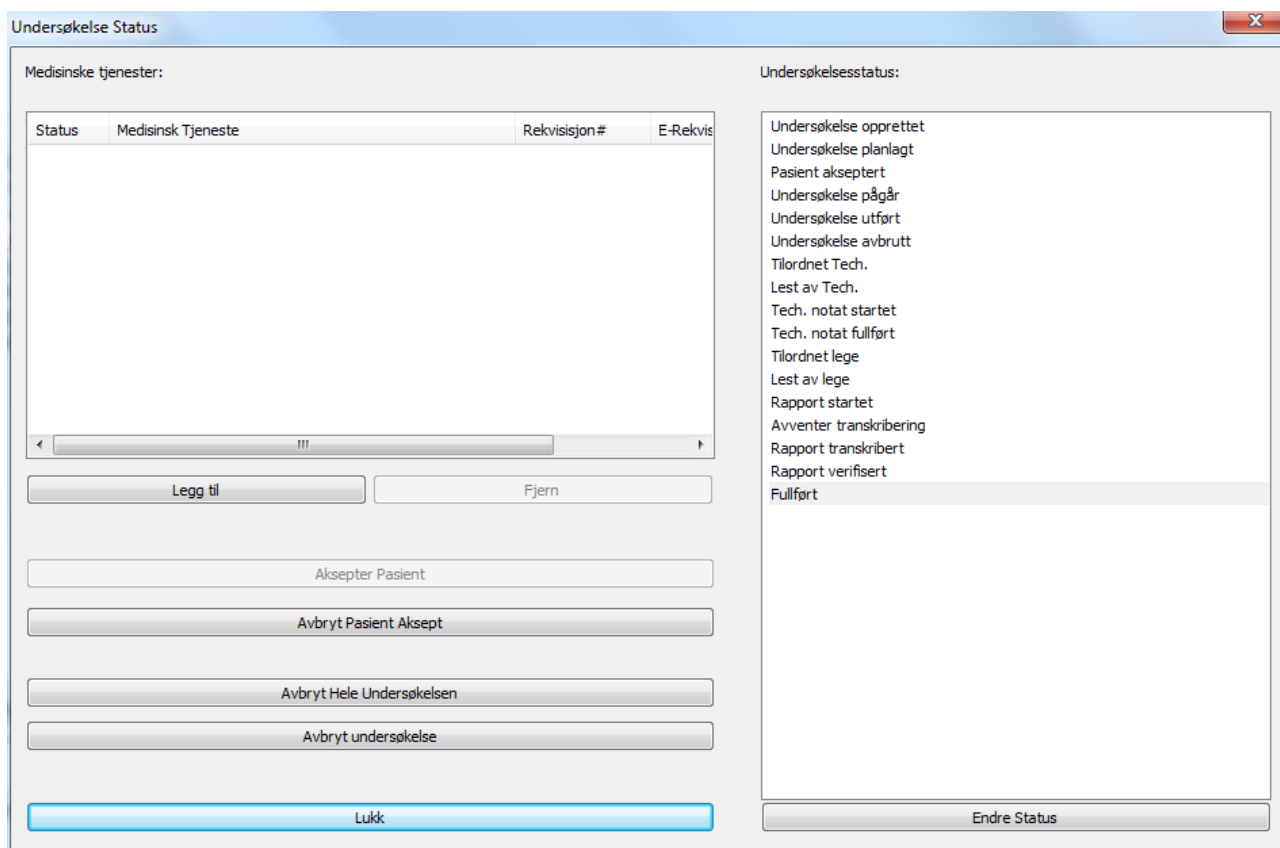 Undersøkelse Status
Medisinske tjenester:
Status Medisinsk Tjeneste Rekvisisjon# E-Rekvis
Legg til Fjern
Aksepter Pasient
Avbryt Pasient Aksept
Avbryt Hele Undersøkelsen
Avbryt undersøkelse
Lukk
Undersøkelsesstatus:
Undersøkelse opprettet
Undersøkelse planlagt
Pasient akseptert
Undersøkelse pågår
Undersøkelse utført
Undersøkelse avbrutt
Tilordnet Tech.
Lest av Tech.
Tech. notat startet
Tech. notat fullført
Tilordnet lege
Lest av lege
Rapport startet
Avventer transkribering
Rapport transkribert
Rapport verifisert
Fullført
Endre Status